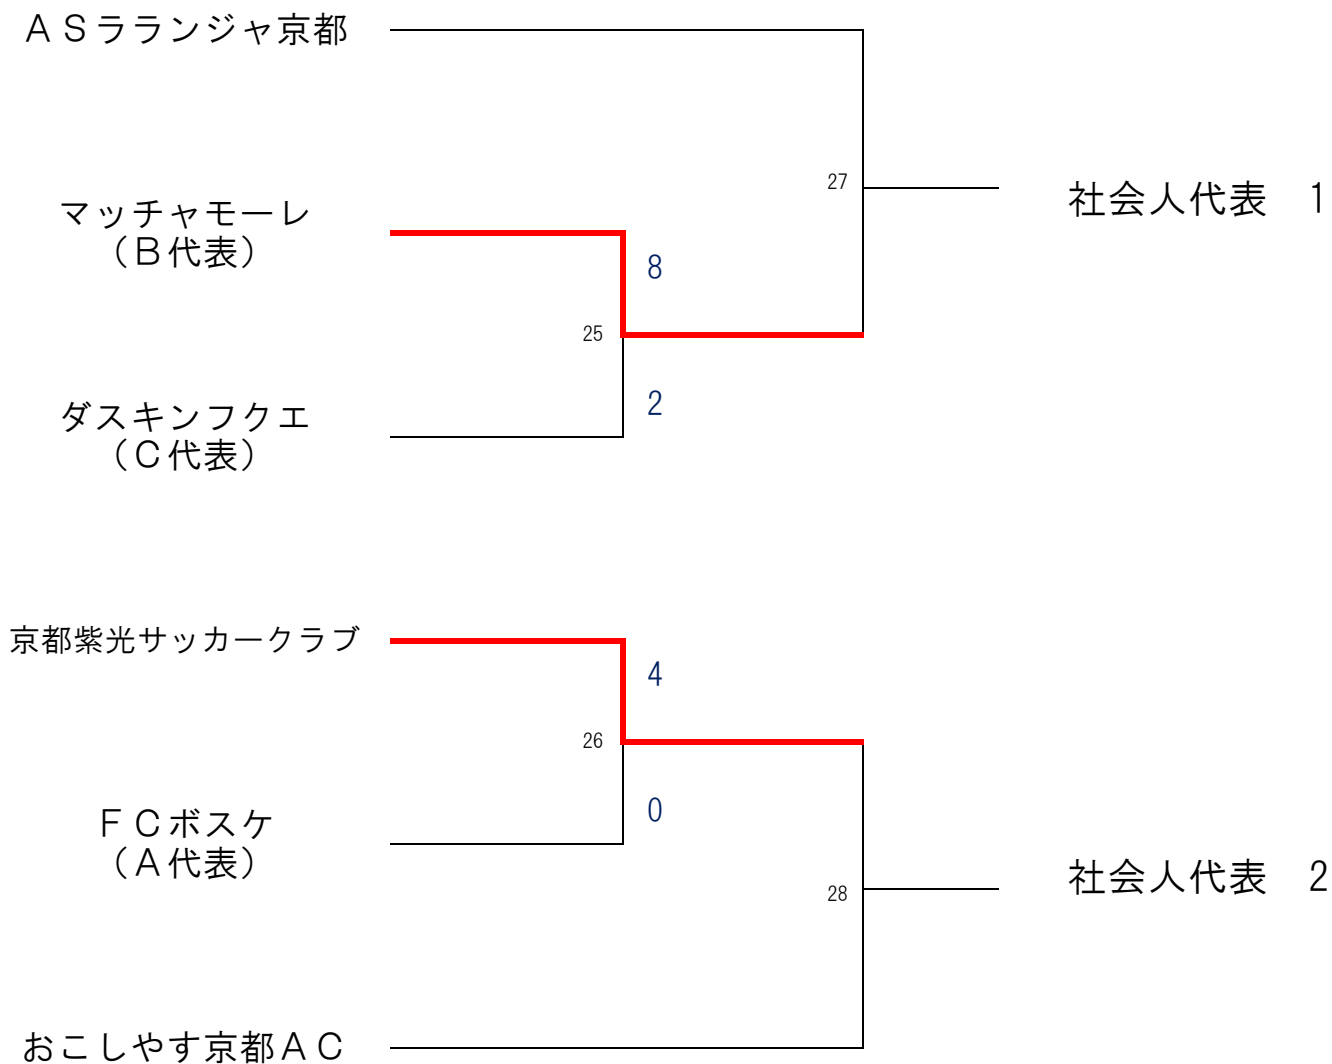 ＡＳラランジャ京都
27
社会人代表　1
マッチャモーレ
（Ｂ代表）
8
25
2
ダスキンフクエ
（Ｃ代表）
京都紫光サッカークラブ
4
26
0
ＦＣボスケ
（Ａ代表）
28
社会人代表　2
おこしやす京都ＡＣ